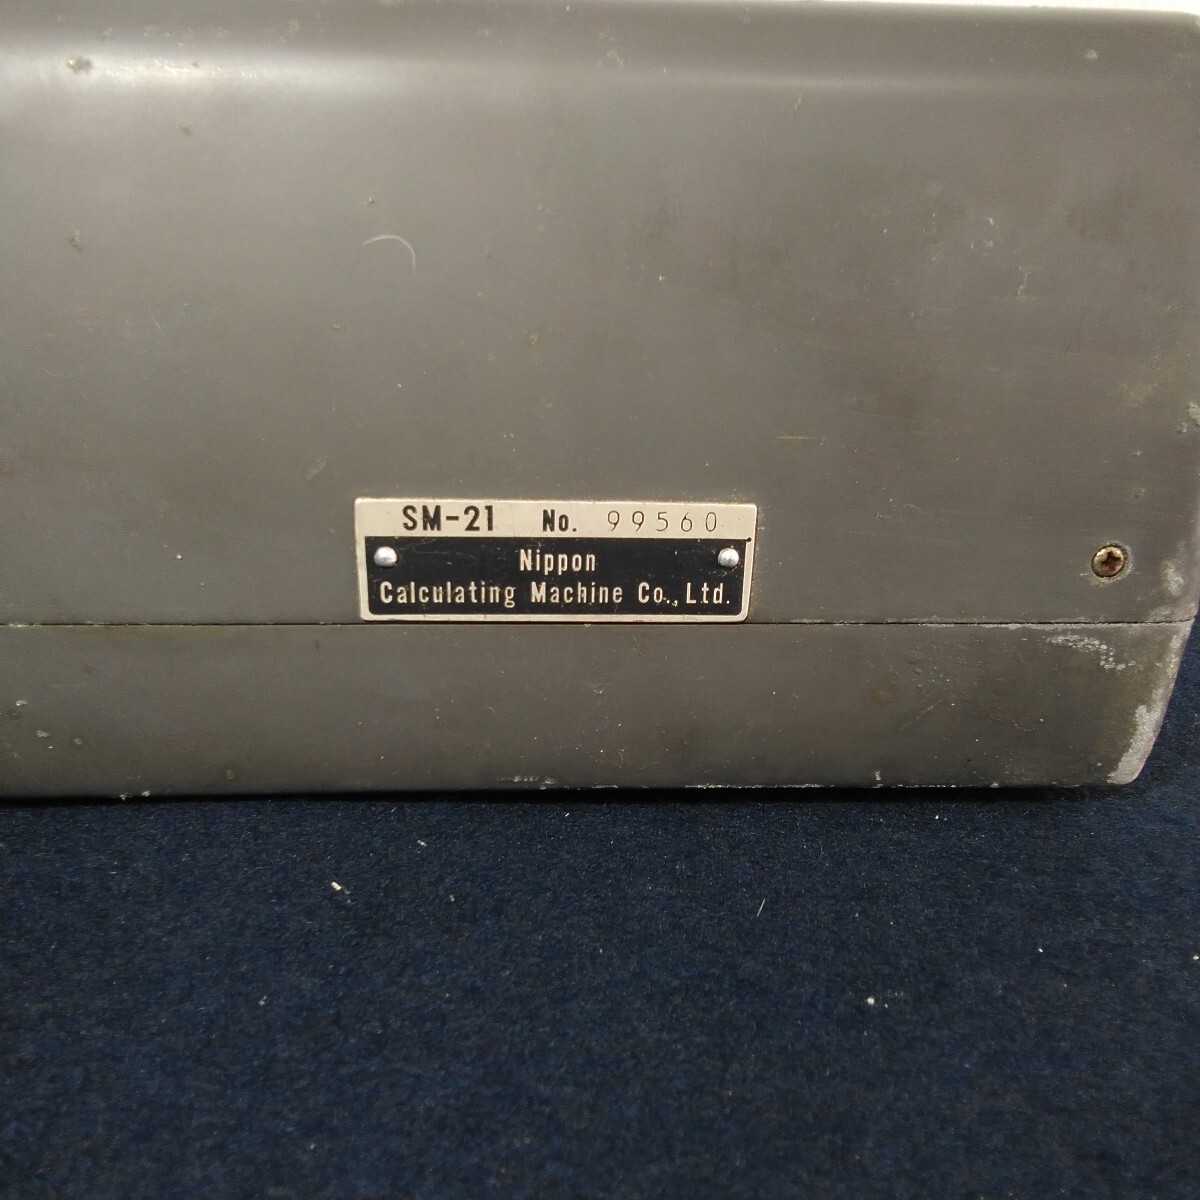 SM-21 No. 99560
Nippon
Calculating Machine Co., Ltd.